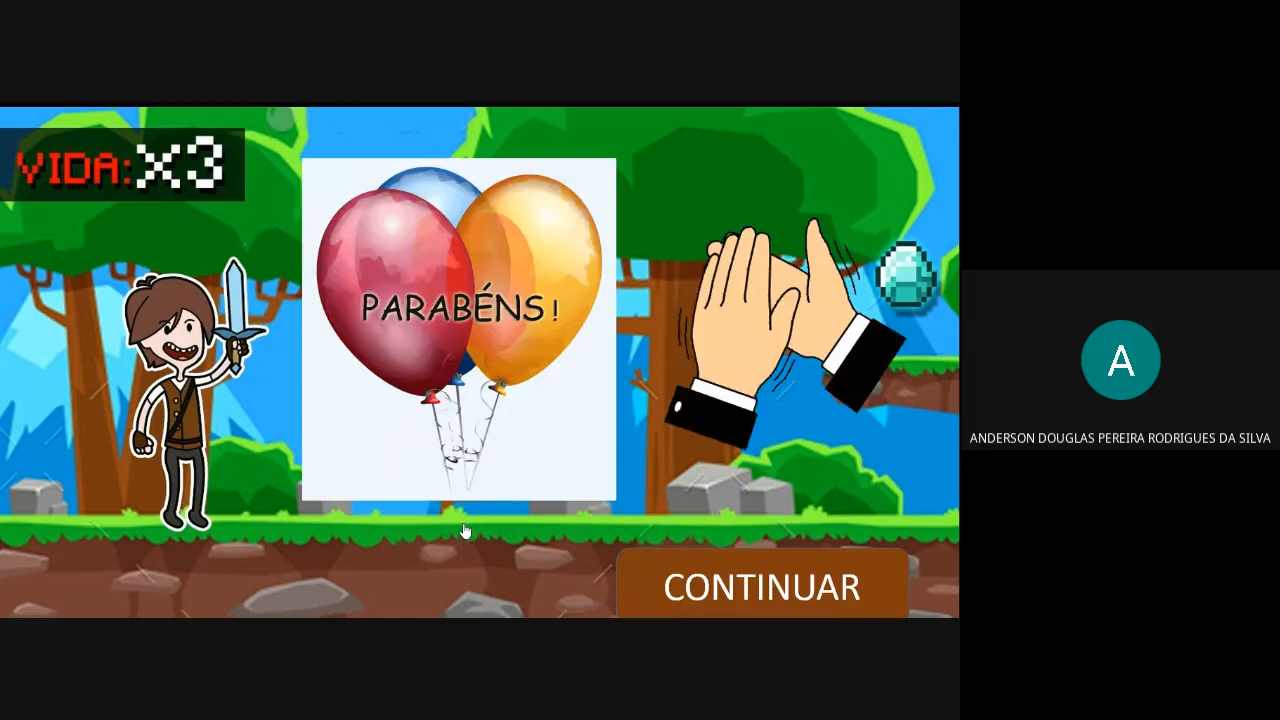 VIDA:x3
PARABÉNS!
CONTINUAR
A
ANDERSON DOUGLAS PEREIRA RODRIGUES DA SILVA